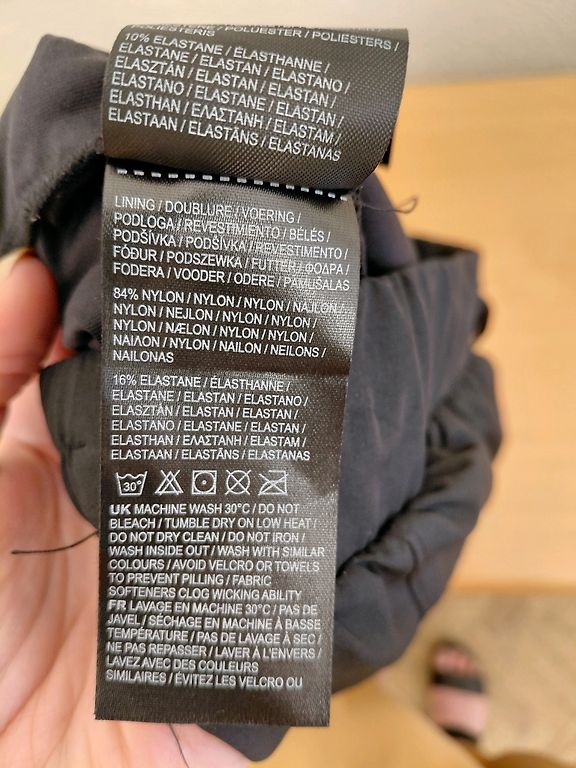 POLIESTERIS / POLUESTER / POLIESTERS /
10% ELASTANE / ÉLASTHANNE /
ELASTANE / ELASTAN / ELASTANO /
ELASZTÁN / ELASTAN / ELASTAN /
ELASTANO / ELASTANE / ELASTAN /
ELASTHAN / ΕΛΑΣΤΑΝΗ / ELASTAM /
ELASTAAN / ELASTĀNS / ELASTANAS
LINING / DOUBLURE / VOERING /
PODLOGA / REVESTIMIENTO / BÉLÉS /
PODŠÍVKA / PODŠÍVKA / REVESTIMENTO /
FÓÐUR / PODSZEWKA / FUTTER / ΦΟΔΡΑ /
FODERA / VOODER / ODERE / PAMUŠALAS
84% NYLON / NYLON / NYLON / NAJLON /
NYLON / NEJLON / NYLON / NYLON /
NYLON / NÆLON / NYLON / NYLON /
ΝΑΙΛΟΝ / NYLON / NAILON / NEILONS /
NAILONAS
16% ELASTANE / ÉLASTHANNE /
ELASTANE / ELASTAN / ELASTANO /
ELASZTÁN / ELASTAN / ELASTAN /
ELASTANO / ELASTANE / ELASTAN /
ELASTHAN / ΕΛΑΣΤΑΝΗ / ELASTAM /
ELASTAAN / ELASTĀNS / ELASTANAS
30°
UK MACHINE WASH 30°C / DO NOT
BLEACH / TUMBLE DRY ON LOW HEAT /
DO NOT DRY CLEAN / DO NOT IRON /
WASH INSIDE OUT / WASH WITH SIMILAR
COLOURS / AVOID VELCRO OR TOWELS
TO PREVENT PILLING / FABRIC
SOFTENERS CLOG WICKING ABILITY
FR LAVAGE EN MACHINE 30°C / PAS DE
JAVEL / SÉCHAGE EN MACHINE À BASSE
TEMPÉRATURE / PAS DE LAVAGE À SEC /
NE PAS REPASSER / LAVER À L'ENVERS /
LAVEZ AVEC DES COULEURS
SIMILAIRES / ÉVITEZ LES VELCRO OU